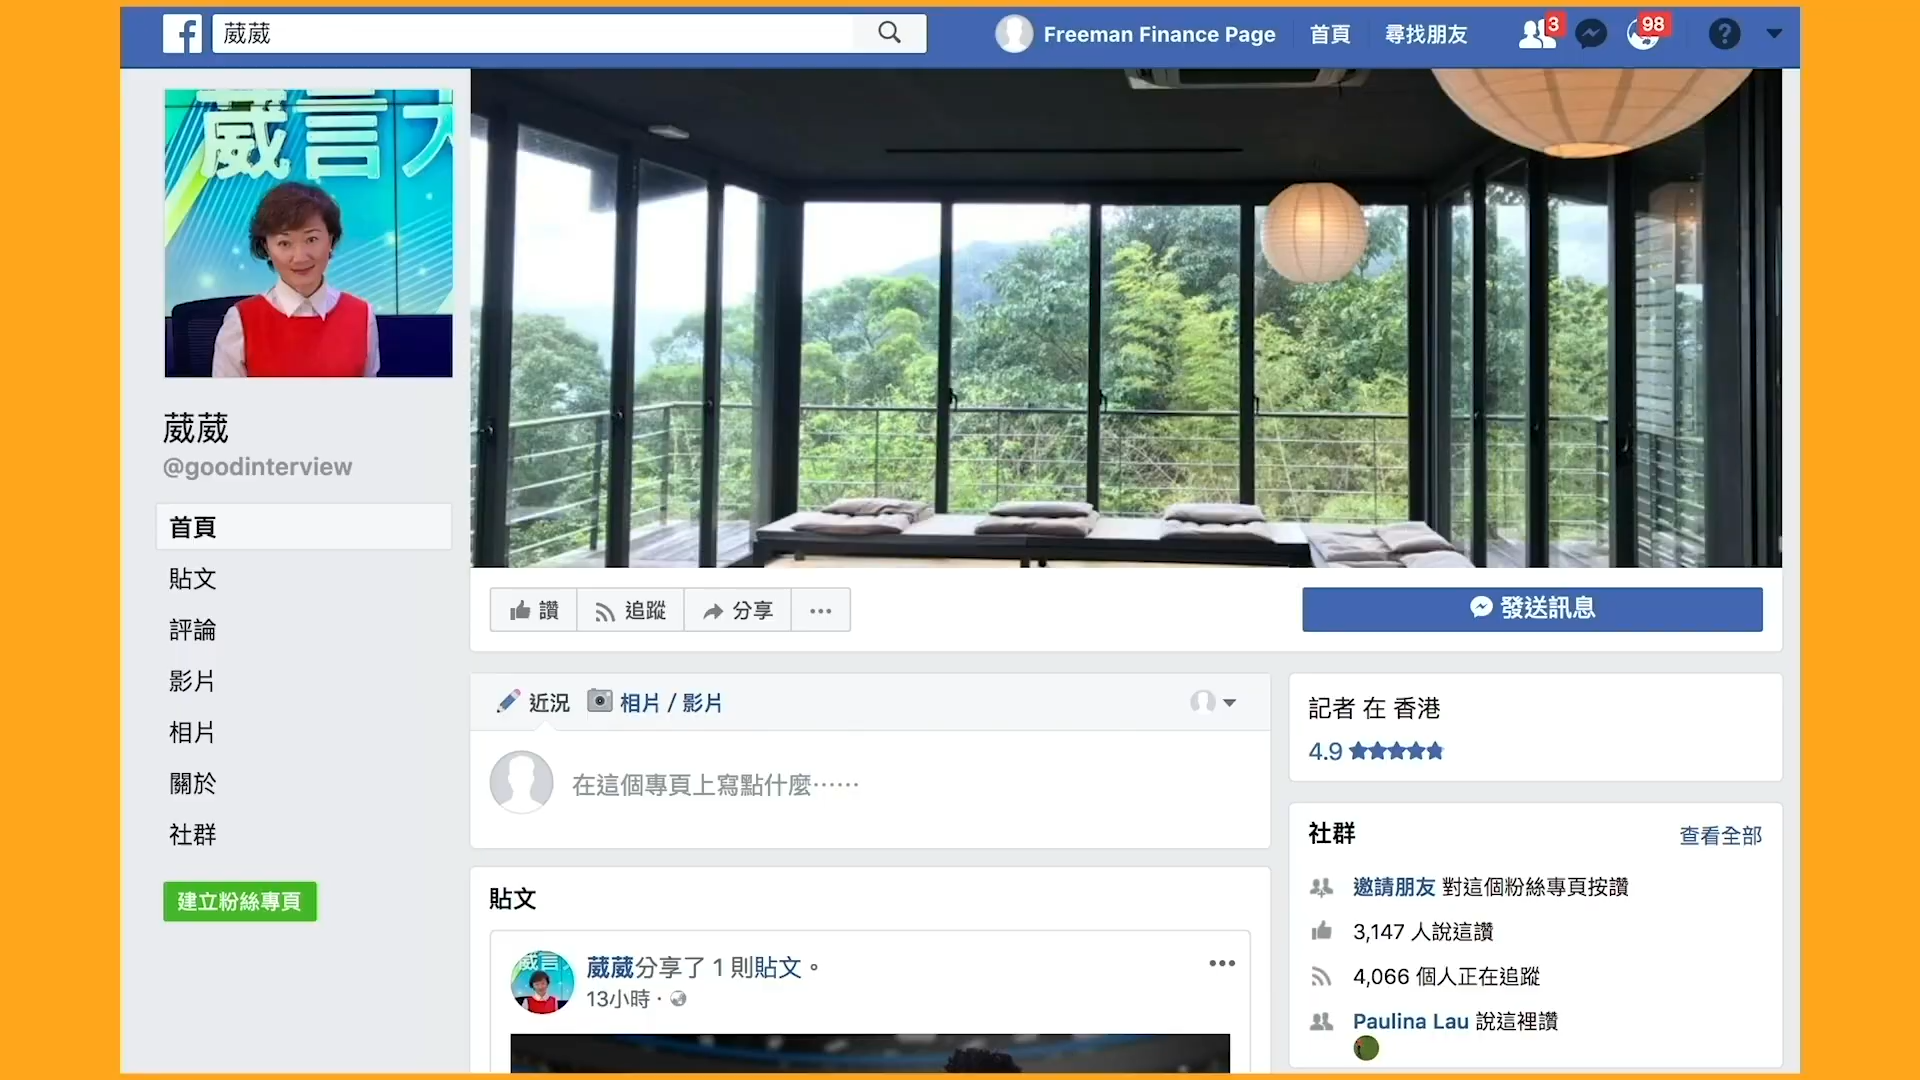 葳葳
Freeman Finance Page
首頁
尋找朋友
3
98
葳言
葳葳
@goodinterview
首頁
貼文
評論
影片
相片
關於
社群
建立粉絲專頁
讚
追蹤
分享
發送訊息
近況
相片 / 影片
在這個專頁上寫點什麼⋯⋯
貼文
葳葳分享了 1 則貼文。
13小時 ·
記者 在 香港
4.9 ★★★★★
社群
查看全部
邀請朋友 對這個粉絲專頁按讚
3,147 人說這讚
4,066 個人正在追蹤
Paulina Lau 說這裡讚